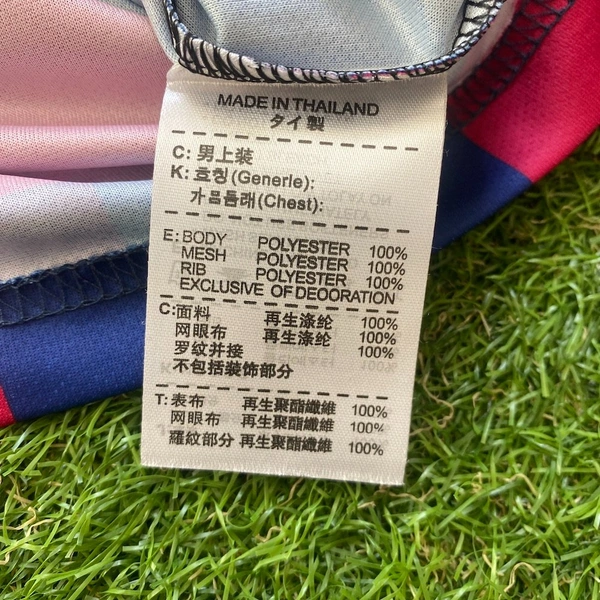 MADE IN THAILAND
タイ製
C: 男上装
K: 호칭(Generle):
가슴둘레(Chest):
E: BODY POLYESTER 100%
MESH POLYESTER 100%
RIB POLYESTER 100%
EXCLUSIVE OF DECORATION
C:面料 再生涤纶 100%
网眼布 再生涤纶 100%
罗纹并接 100%
不包括装饰部分
T: 表布 再生聚酯纖維 100%
网眼布 再生聚酯纖維 100%
羅紋部分 再生聚酯纖維 100%